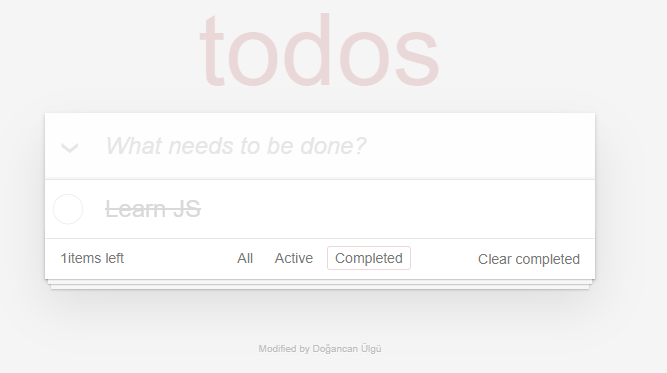 todos
What needs to be done?
Learn JS
1items left All Active Completed Clear completed
Modified by Doğancan Ülgü